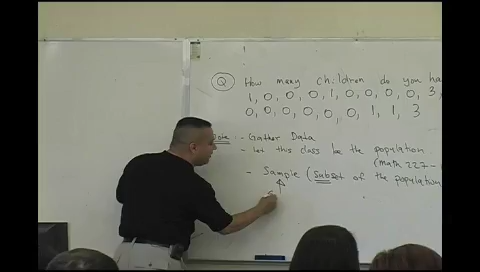 Q How many children do you ha
1, 0, 0, 0, 1, 0, 0, 0, 0, 3,
0, 0, 0, 0, 0, 0, 1, 1, 3
- Gather Data
- let this class be the population
(math 227 -
- Sample (subset of the population